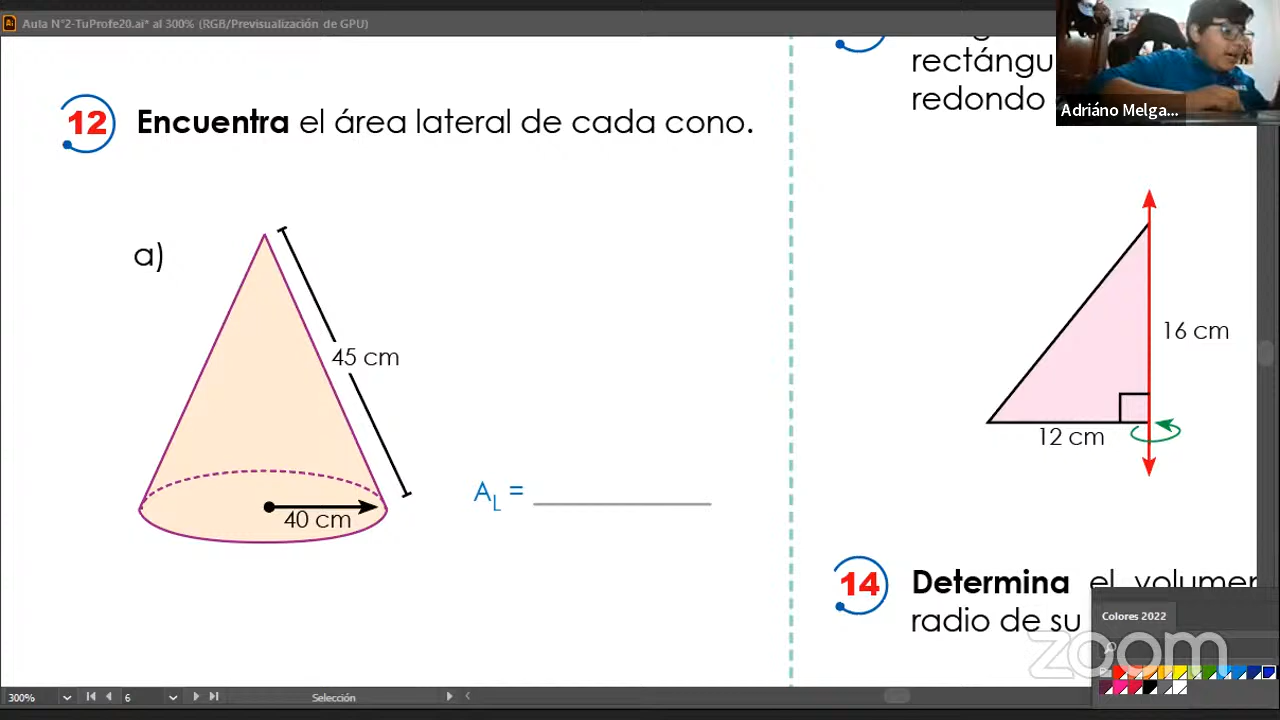 Aula N°2-TuProfe20.ai* al 300% (RGB/Previsualización de GPU)
12 Encuentra el área lateral de cada cono.
a)
45 cm
40 cm
A_L = 
rectángu
redondo
Adriáno Melga...
16 cm
12 cm
14 Determina el volumen
radio de su
Colores 2022
zoom
300%
6
Selección